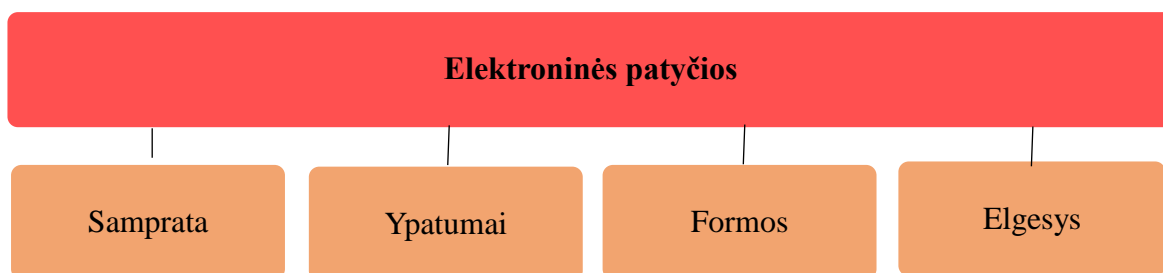 Elektroninės patyčios
Samprata
Ypatumai
Formos
Elgesys